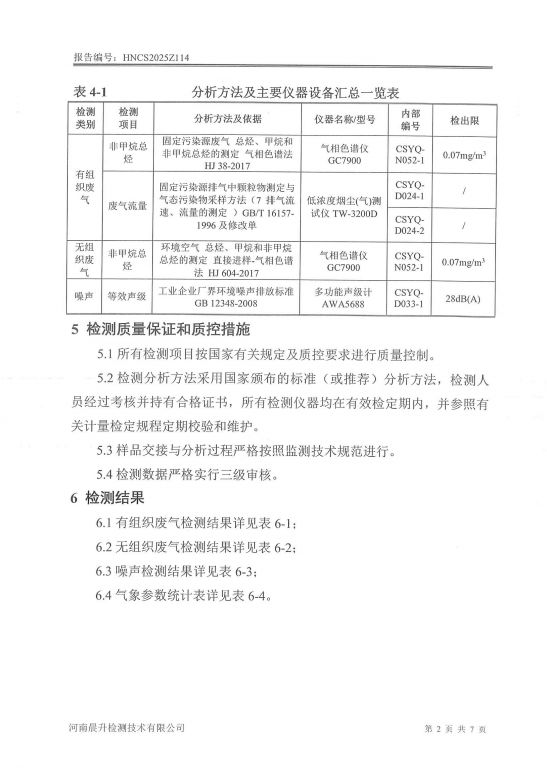 报告编号：HNCS2025Z114
表 4-1 分析方法及主要仪器设备汇总一览表
检测类别 检测项目 分析方法及依据 仪器名称/型号 内部编号 检出限
有组织废气 非甲烷总烃 固定污染源废气 总烃、甲烷和非甲烷总烃的测定 气相色谱法 HJ 38-2017 气相色谱仪 GC7900 CSYQ-N052-1 0.07mg/m³
废气流量 固定污染源排气中颗粒物测定与气态污染物采样方法（7 排气流速、流量的测定 ）GB/T 16157-1996 及修改单 低浓度烟尘(气)测试仪 TW-3200D CSYQ-D024-1 /
CSYQ-D024-2 /
无组织废气 非甲烷总烃 环境空气 总烃、甲烷和非甲烷总烃的测定 直接进样-气相色谱法 HJ 604-2017 气相色谱仪 GC7900 CSYQ-N052-1 0.07mg/m³
噪声 等效声级 工业企业厂界环境噪声排放标准 GB 12348-2008 多功能声级计 AWA5688 CSYQ-D033-1 28dB(A)
5 检测质量保证和质控措施
5.1 所有检测项目按国家有关规定及质控要求进行质量控制。
5.2 检测分析方法采用国家颁布的标准（或推荐）分析方法，检测人
员经过考核并持有合格证书，所有检测仪器均在有效检定期内，并参照有
关计量检定规程定期校验和维护。
5.3 样品交接与分析过程严格按照监测技术规范进行。
5.4 检测数据严格实行三级审核。
6 检测结果
6.1 有组织废气检测结果详见表 6-1；
6.2 无组织废气检测结果详见表 6-2；
6.3 噪声检测结果详见表 6-3；
6.4 气象参数统计表详见表 6-4。
河南晨升检测技术有限公司 第 2 页 共 7 页